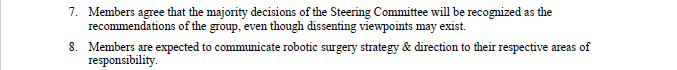 7. Members agree that the majority decisions of the Steering Committee will be recognized as the
recommendations of the group, even though dissenting viewpoints may exist.
8. Members are expected to communicate robotic surgery strategy & direction to their respective areas of
responsibility.